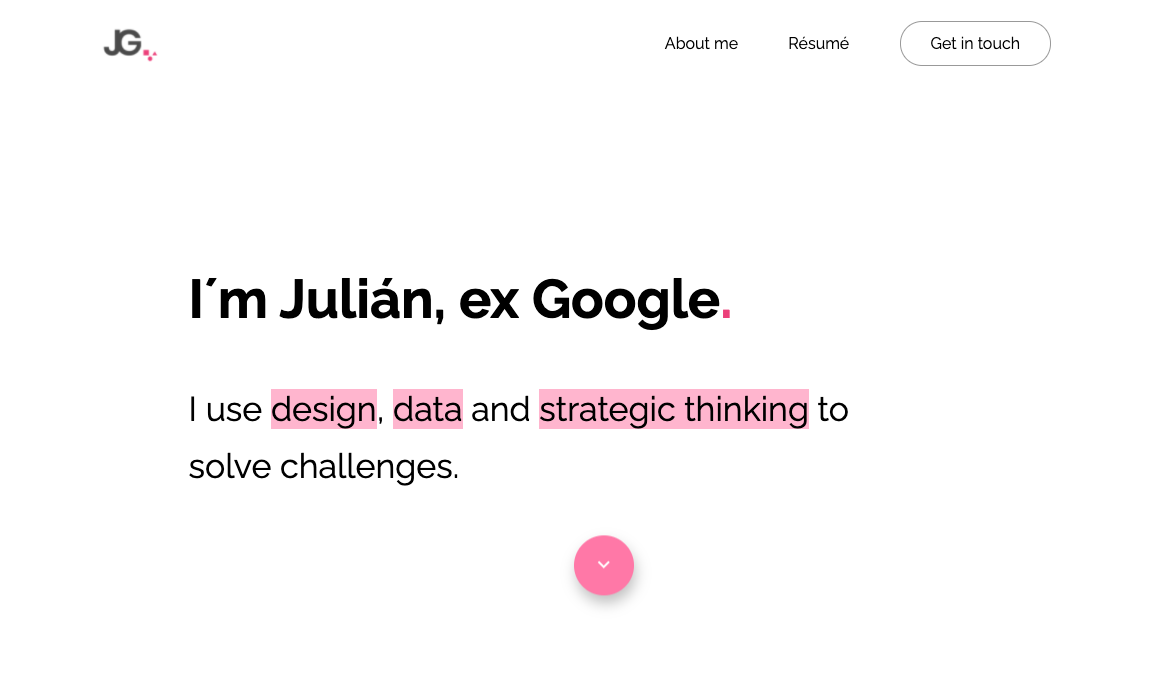 JG
About me
Résumé
Get in touch
I´m Julián, ex Google.
I use design, data and strategic thinking to
solve challenges.